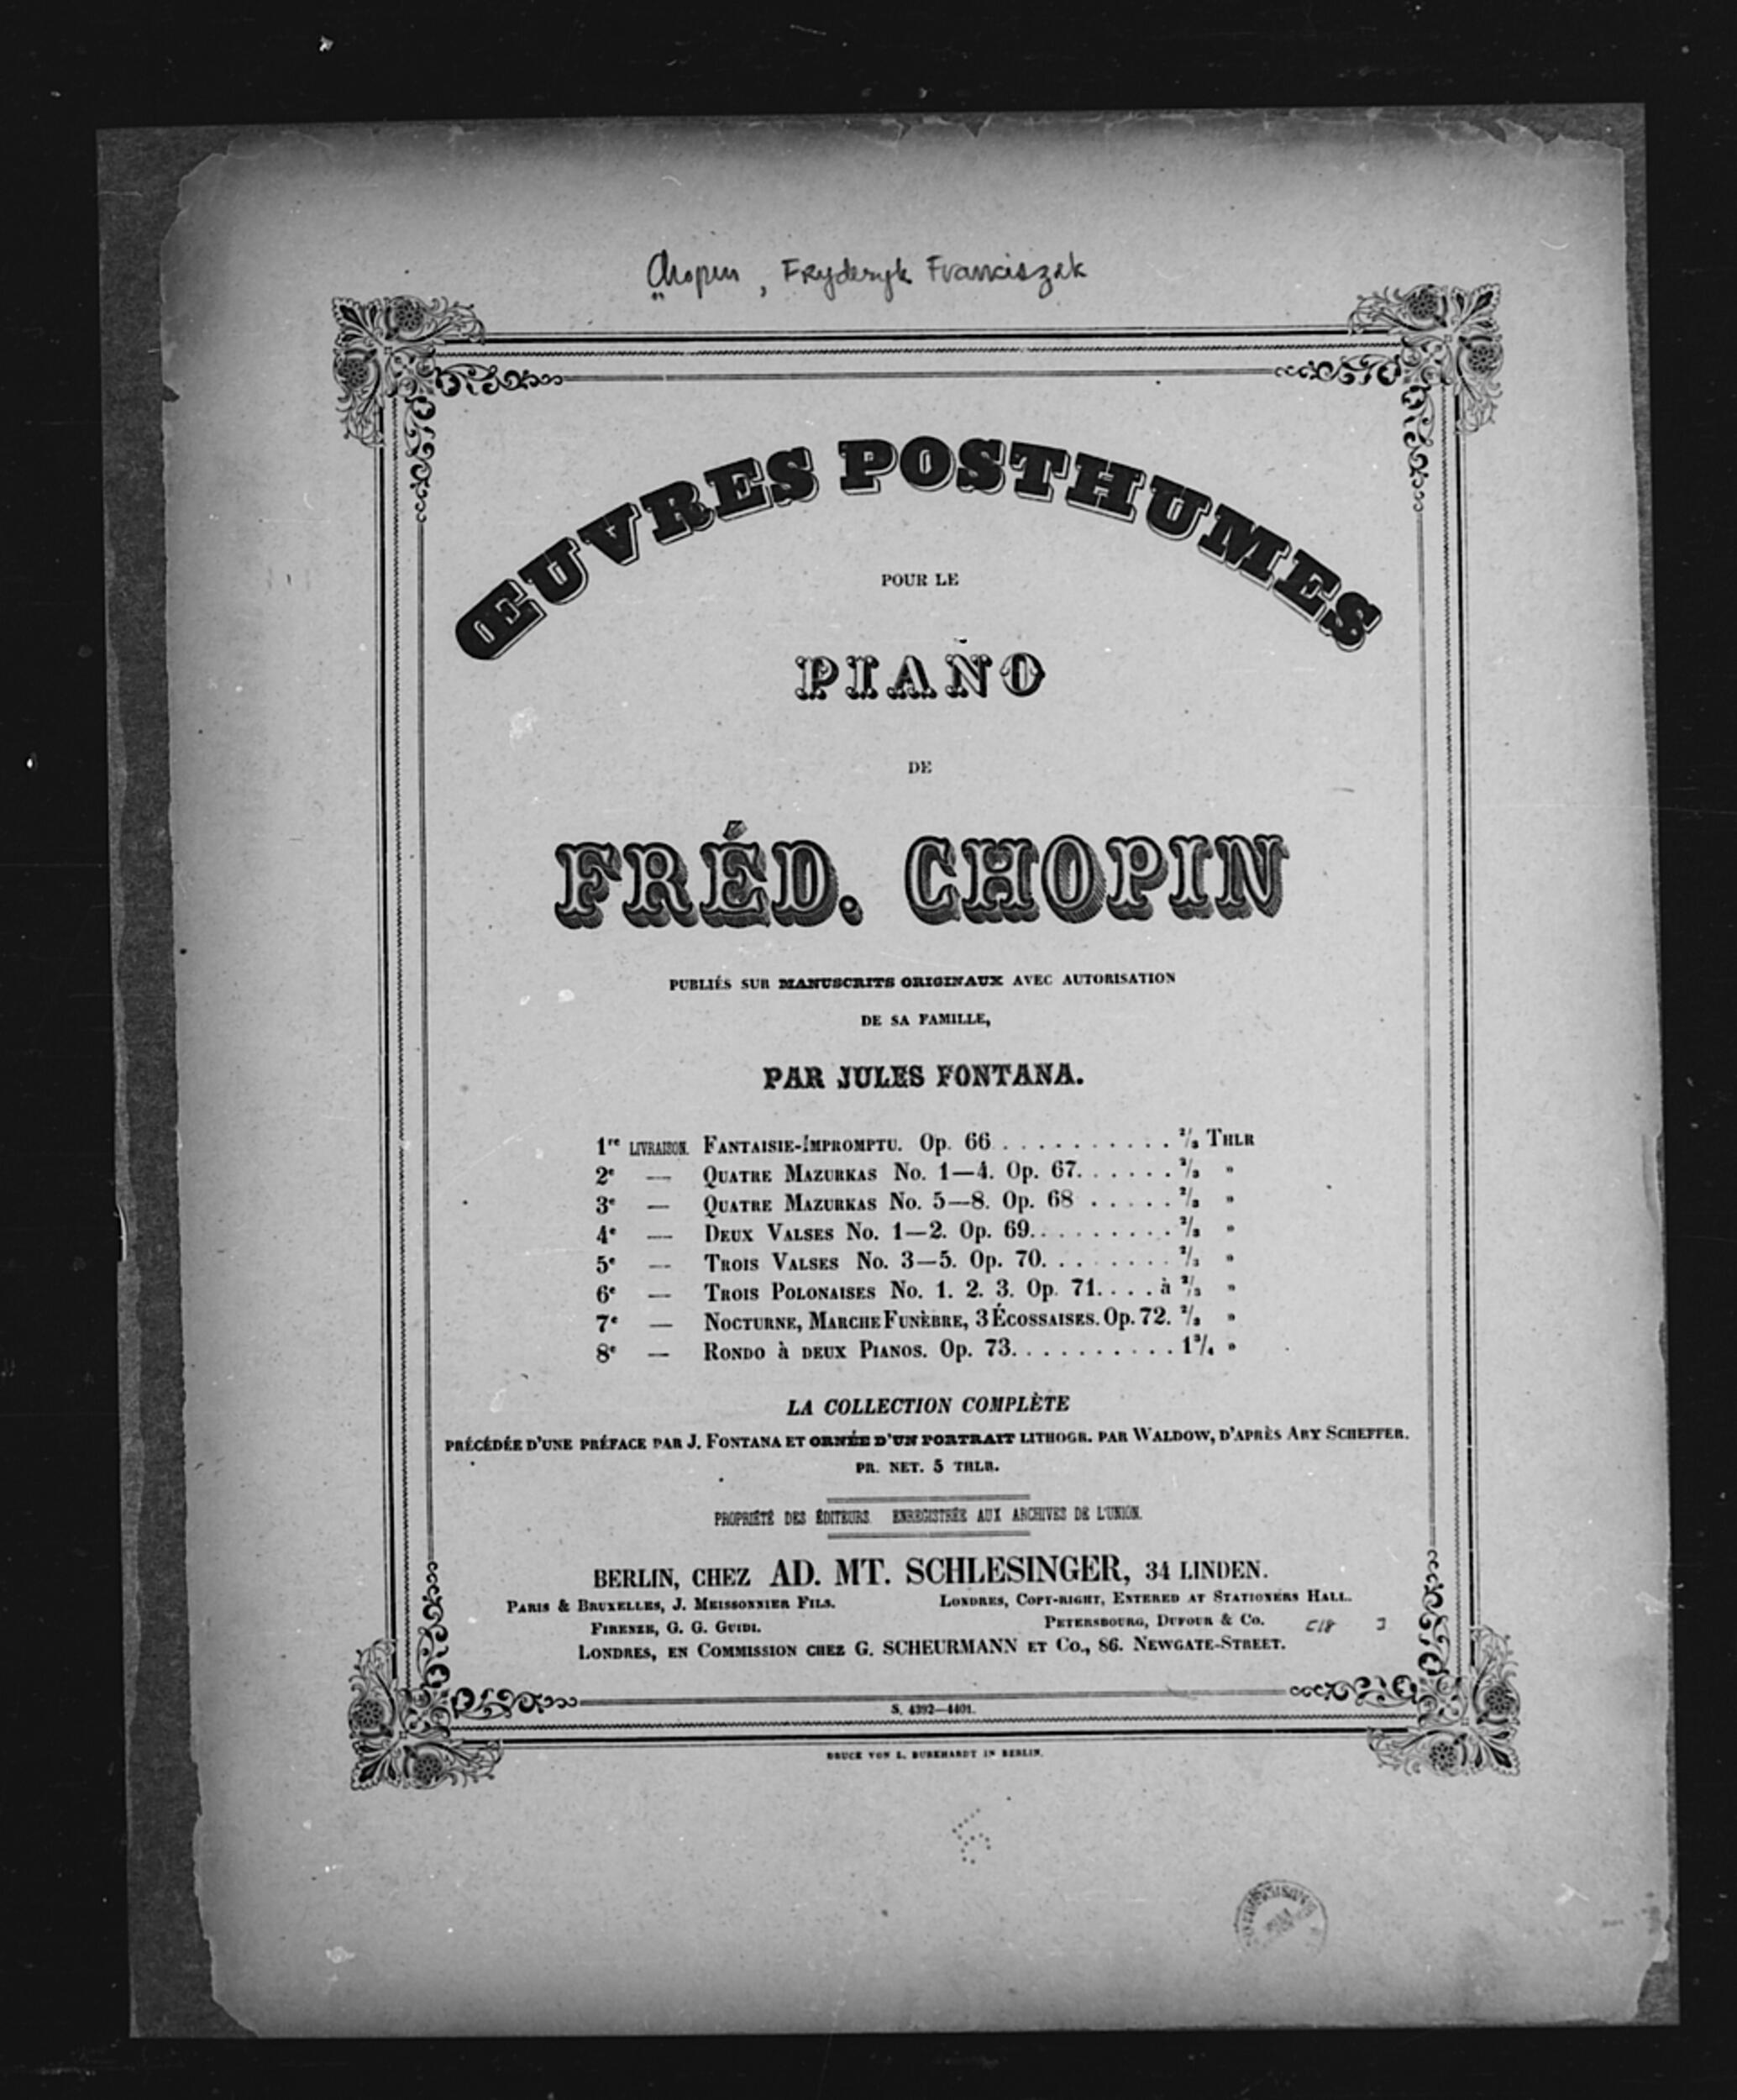 Chopin, Fryderyk Franciszek
ŒUVRES POSTHUMES
POUR LE
PIANO
DE
FRÉD. CHOPIN
PUBLIÉS SUR MANUSCRITS ORIGINAUX AVEC AUTORISATION
DE SA FAMILLE,
PAR JULES FONTANA.
1re LIVRAISON. FANTAISIE-IMPROMPTU. Op. 66 . . . . . . . . . . . 2/3 THLR
2e — QUATRE MAZURKAS No. 1—4. Op. 67. . . . . . 2/3 "
3e — QUATRE MAZURKAS No. 5—8. Op. 68 . . . . . 2/3 "
4e — DEUX VALSES No. 1—2. Op. 69. . . . . . . . . 2/3 "
5e — TROIS VALSES No. 3—5. Op. 70. . . . . . . . 2/3 "
6e — TROIS POLONAISES No. 1. 2. 3. Op. 71. . . . à 2/3 "
7e — NOCTURNE, MARCHE FUNÈBRE, 3 ÉCOSSAISES. Op. 72. 2/3 "
8e — RONDO à DEUX PIANOS. Op. 73. . . . . . . . . . 1 3/4 "
LA COLLECTION COMPLÈTE
PRÉCÉDÉE D'UNE PRÉFACE PAR J. FONTANA ET ORNÉE D'UN PORTRAIT LITHOGR. PAR WALDOW, D'APRÈS ARY SCHEFFER.
PR. NET. 5 THLR.
PROPRIÉTÉ DES ÉDITEURS. ENREGISTRÉE AUX ARCHIVES DE L'UNION.
BERLIN, CHEZ AD. MT. SCHLESINGER, 34 LINDEN.
PARIS & BRUXELLES, J. MEISSONNIER FILS. LONDRES, COPY-RIGHT, ENTERED AT STATIONERS HALL.
FIRENZE, G. G. GUIDI. PETERSBOURG, DUFOUR & CO.
LONDRES, EN COMMISSION CHEZ G. SCHEURMANN ET CO., 86. NEWGATE-STREET.
S. 4392—4401.
DRUCK VON L. BURKHARDT IN BERLIN.